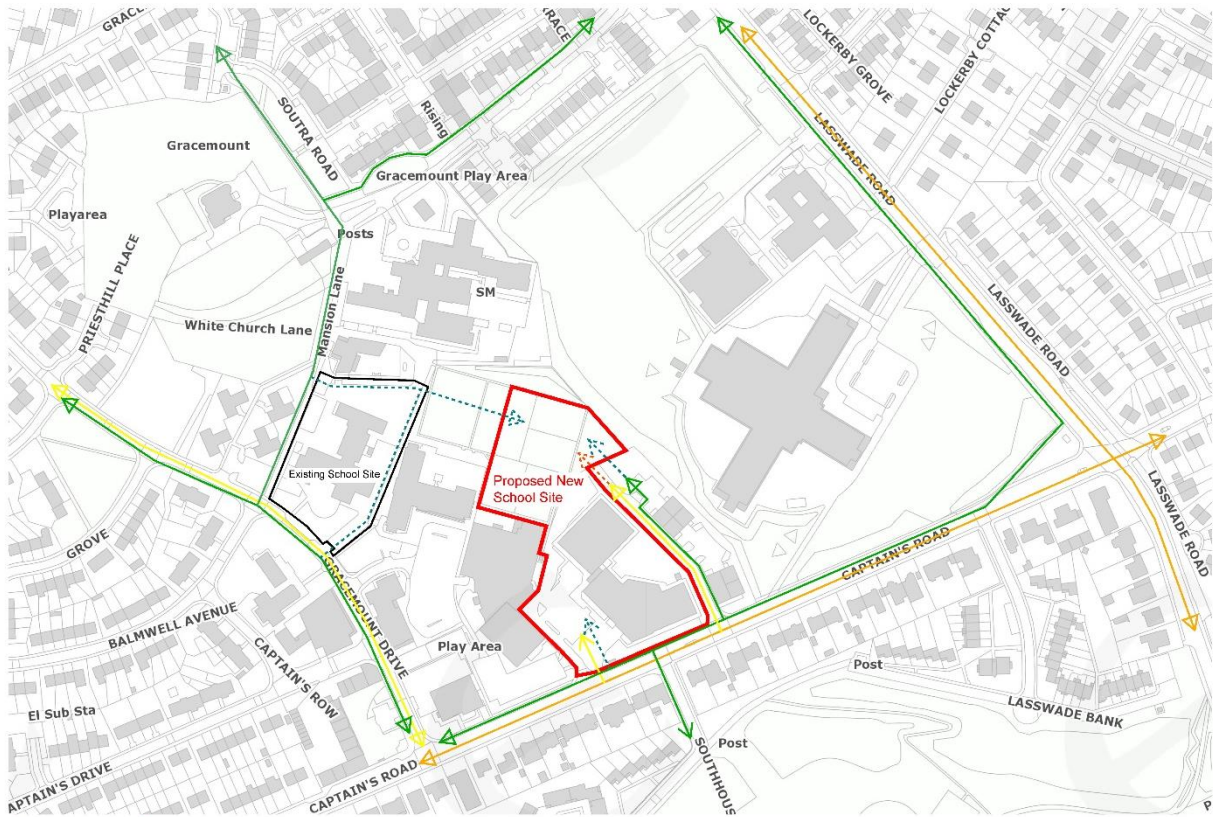 GRACE
RRACE
LOCKERBY GROVE
LOCKERBY COTTAG
SOUTRA ROAD
Rising
Gracemount
Gracemount Play Area
LASSWADE ROAD
Playarea
Posts
PRIESTHILL PLACE
Mansion Lane
SM
White Church Lane
LASSWADE ROAD
Existing School Site
Proposed New
School Site
LASSWADE ROAD
GROVE
GRACEMOUNT DRIVE
CAPTAIN'S ROAD
BALMWELL AVENUE
CAPTAIN'S ROW
Play Area
Post
El Sub Sta
LASSWADE BANK
Post
SOUTHHOUS
CAPTAIN'S ROAD
APTAIN'S DRIVE